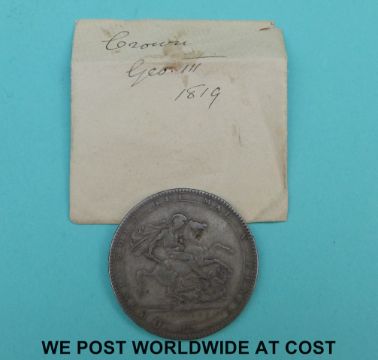 Crown
Geo. III
1819
WE POST WORLDWIDE AT COST